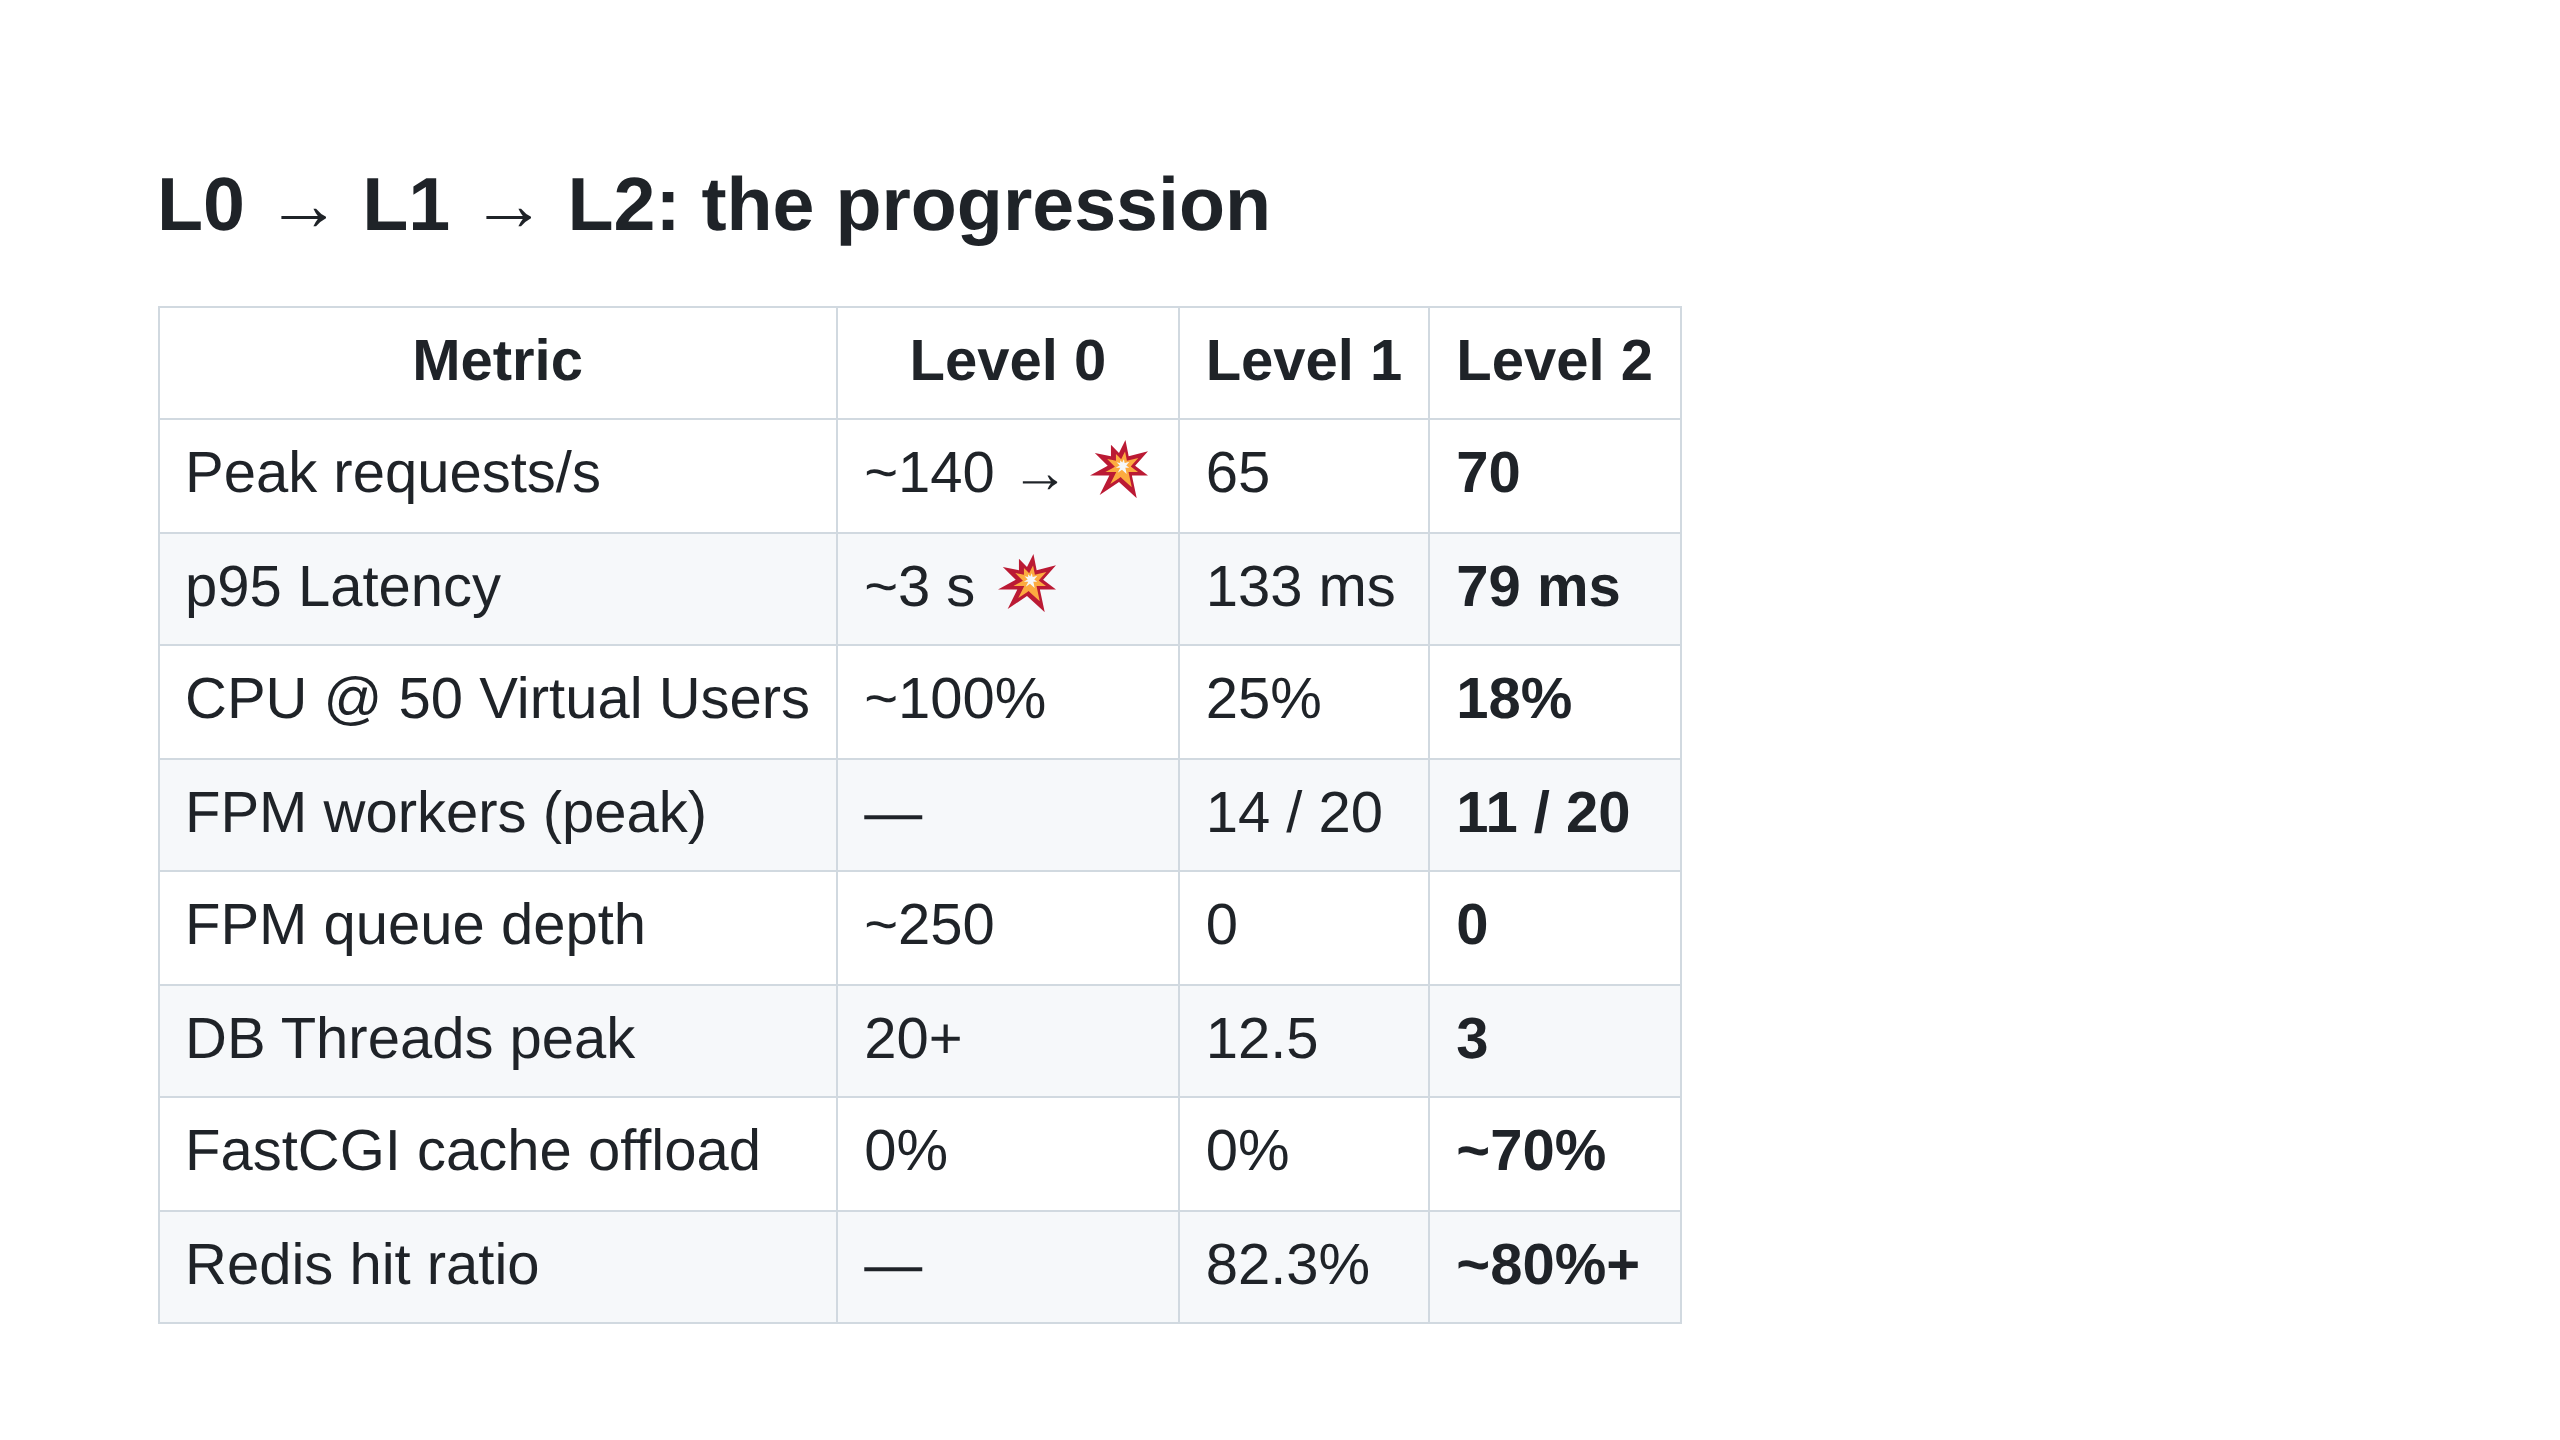 L0 → L1 → L2: the progression
Metric Level 0 Level 1 Level 2
Peak requests/s ~140 → 💥 65 70
p95 Latency ~3 s 💥 133 ms 79 ms
CPU @ 50 Virtual Users ~100% 25% 18%
FPM workers (peak) — 14 / 20 11 / 20
FPM queue depth ~250 0 0
DB Threads peak 20+ 12.5 3
FastCGI cache offload 0% 0% ~70%
Redis hit ratio — 82.3% ~80%+